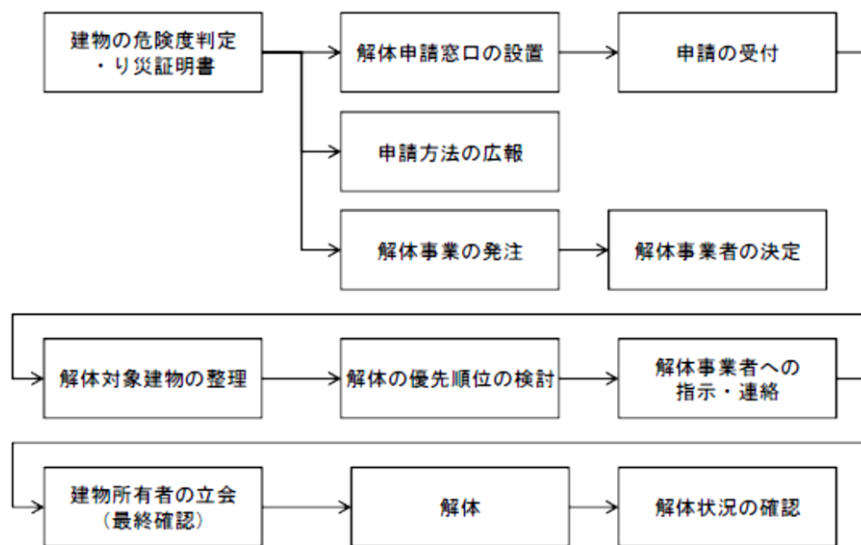 建物の危険度判定
・り災証明書
解体申請窓口の設置
申請の受付
申請方法の広報
解体事業の発注
解体事業者の決定
解体対象建物の整理
解体の優先順位の検討
解体事業者への
指示・連絡
建物所有者の立会
（最終確認）
解体
解体状況の確認